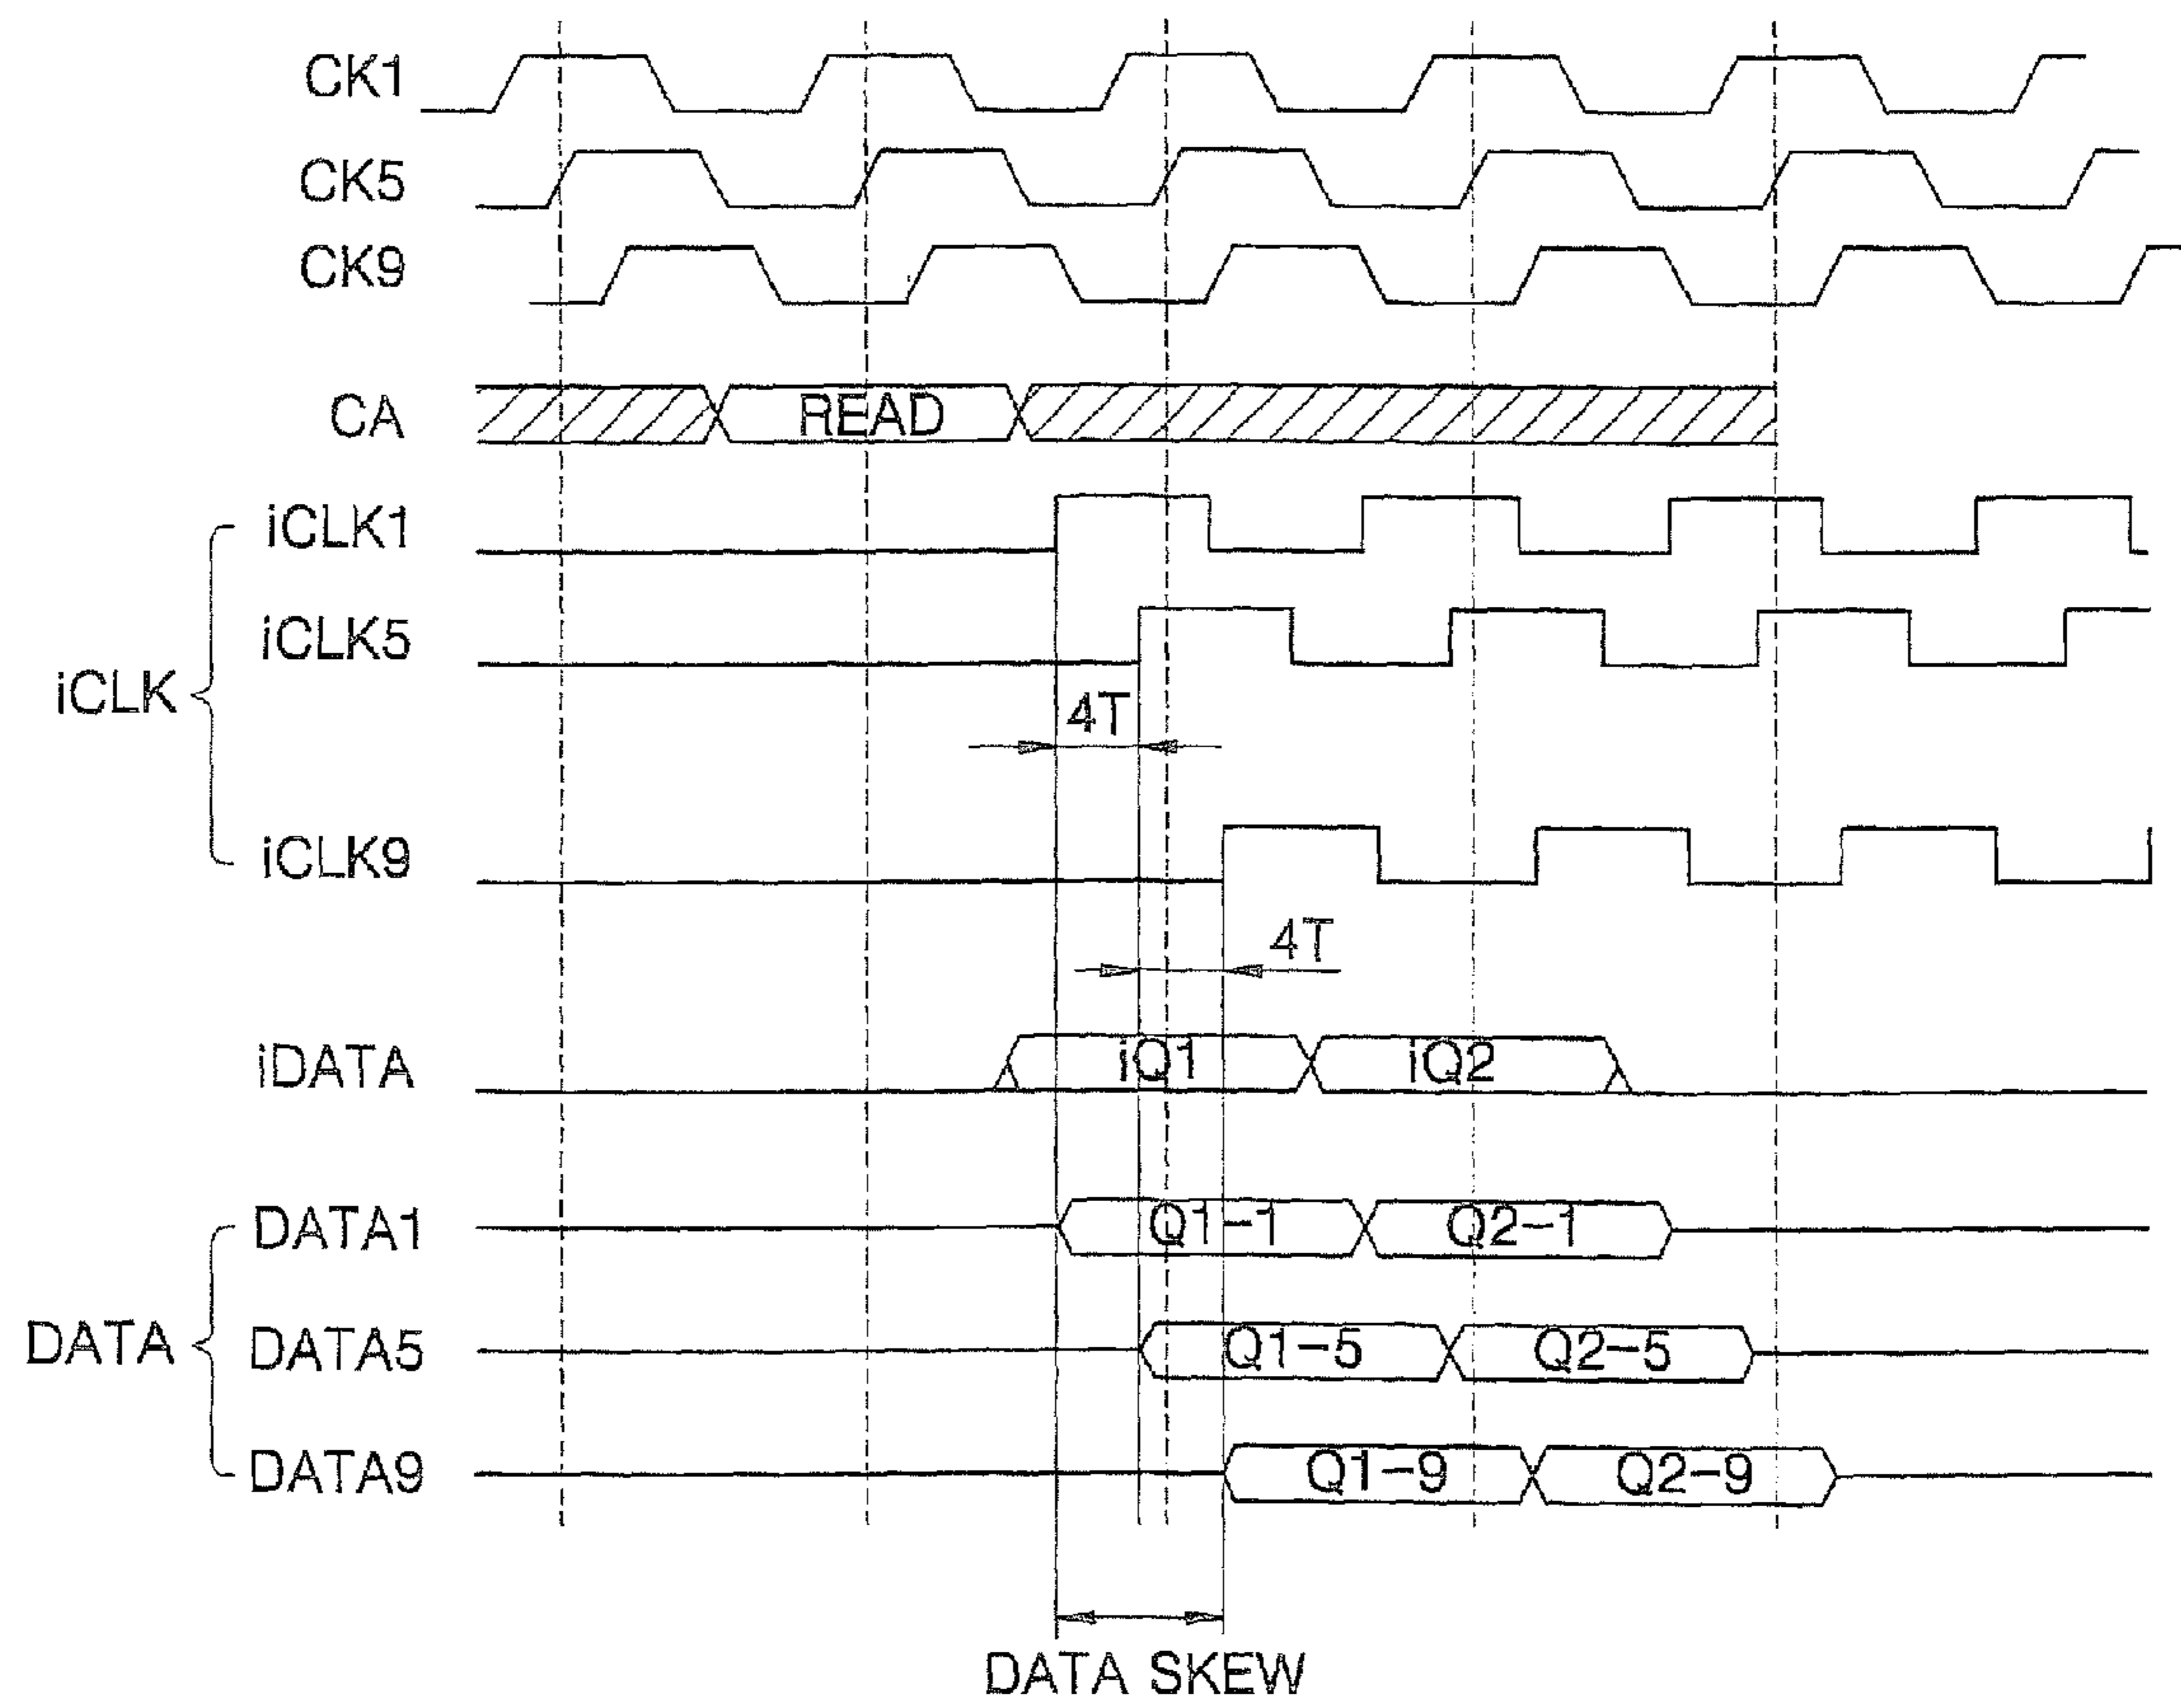 CK1
CK5
CK9
CA READ
iCLK1
iCLK5
iCLK
4T
iCLK9
4T
iDATA iQ1 iQ2
DATA1 Q1-1 Q2-1
DATA DATA5 Q1-5 Q2-5
DATA9 Q1-9 Q2-9
DATA SKEW